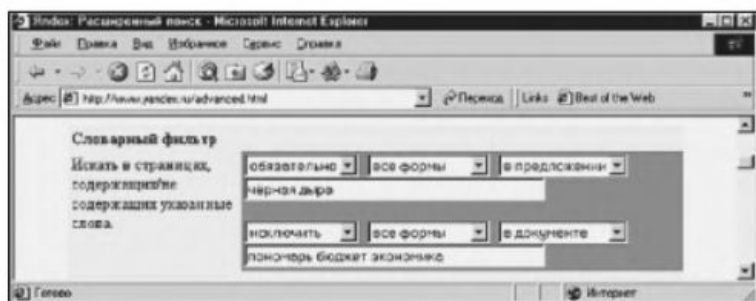 Яndex: Расширенный поиск - Microsoft Internet Explorer
Файл Правка Вид Избранное Сервис Справка
Адрес http://www.yandex.ru/advanced.html Переход Links Best of the Web
Словарный фильтр
Искать в страницах, содержащих/не содержащих указанные слова.
обязательно все формы в предложении
чёрная дыра
исключить все формы в документе
пономарь бюджет экономика
Готово Интернет